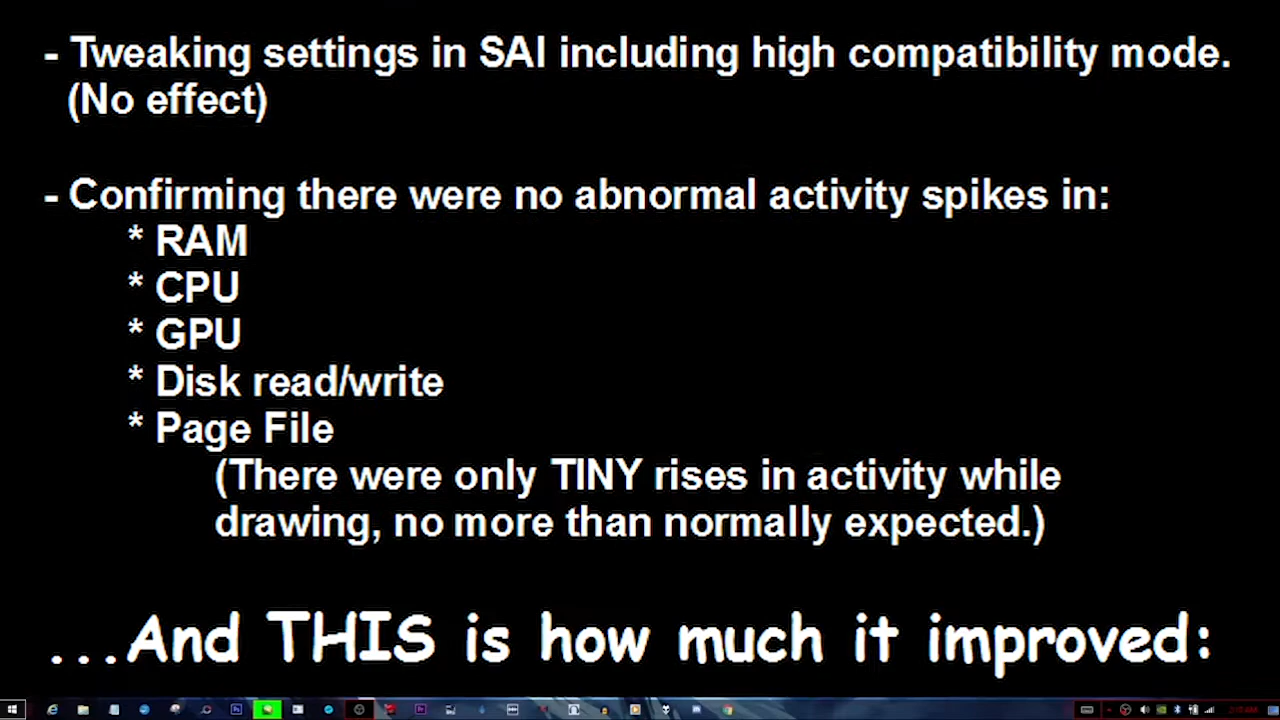 - Tweaking settings in SAI including high compatibility mode.
(No effect)
- Confirming there were no abnormal activity spikes in:
* RAM
* CPU
* GPU
* Disk read/write
* Page File
(There were only TINY rises in activity while
drawing, no more than normally expected.)
...And THIS is how much it improved: